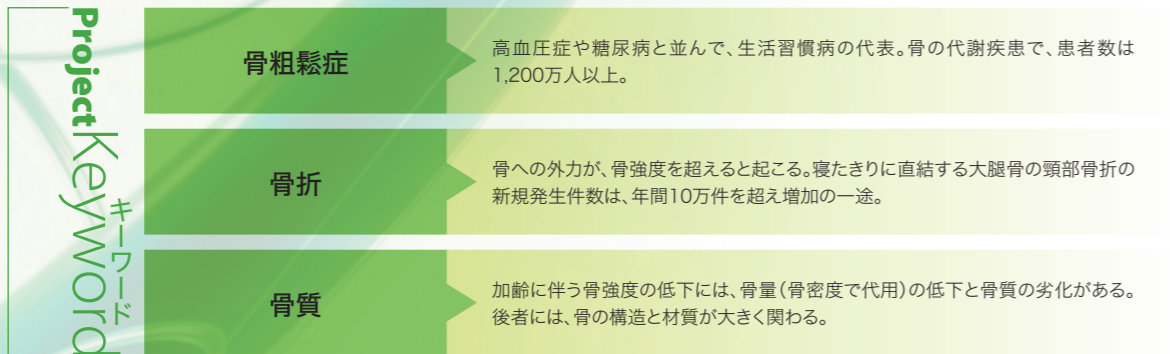 Project Keyword
キーワード
骨粗鬆症
高血圧症や糖尿病と並んで、生活習慣病の代表。骨の代謝疾患で、患者数は
1,200万人以上。
骨折
骨への外力が、骨強度を超えると起こる。寝たきりに直結する大腿骨の頸部骨折の
新規発生件数は、年間10万件を超え増加の一途。
骨質
加齢に伴う骨強度の低下には、骨量（骨密度で代用）の低下と骨質の劣化がある。
後者には、骨の構造と材質が大きく関わる。